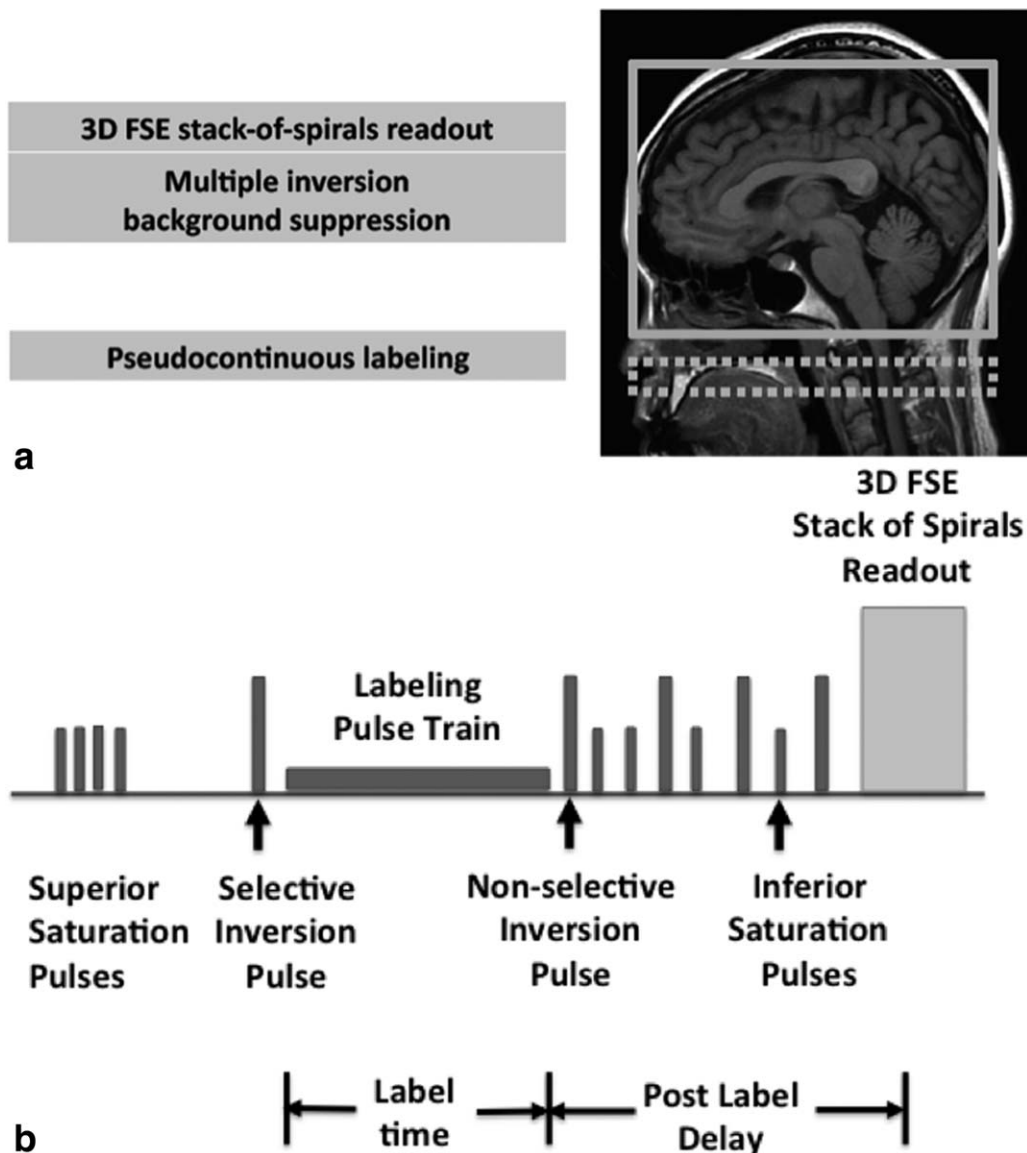 3D FSE stack-of-spirals readout
Multiple inversion
background suppression
Pseudocontinuous labeling
a
3D FSE
Stack of Spirals
Readout
Labeling
Pulse Train
Superior
Saturation
Pulses
Selective
Inversion
Pulse
Non-selective
Inversion
Pulse
Inferior
Saturation
Pulses
Label
time
Post Label
Delay
b